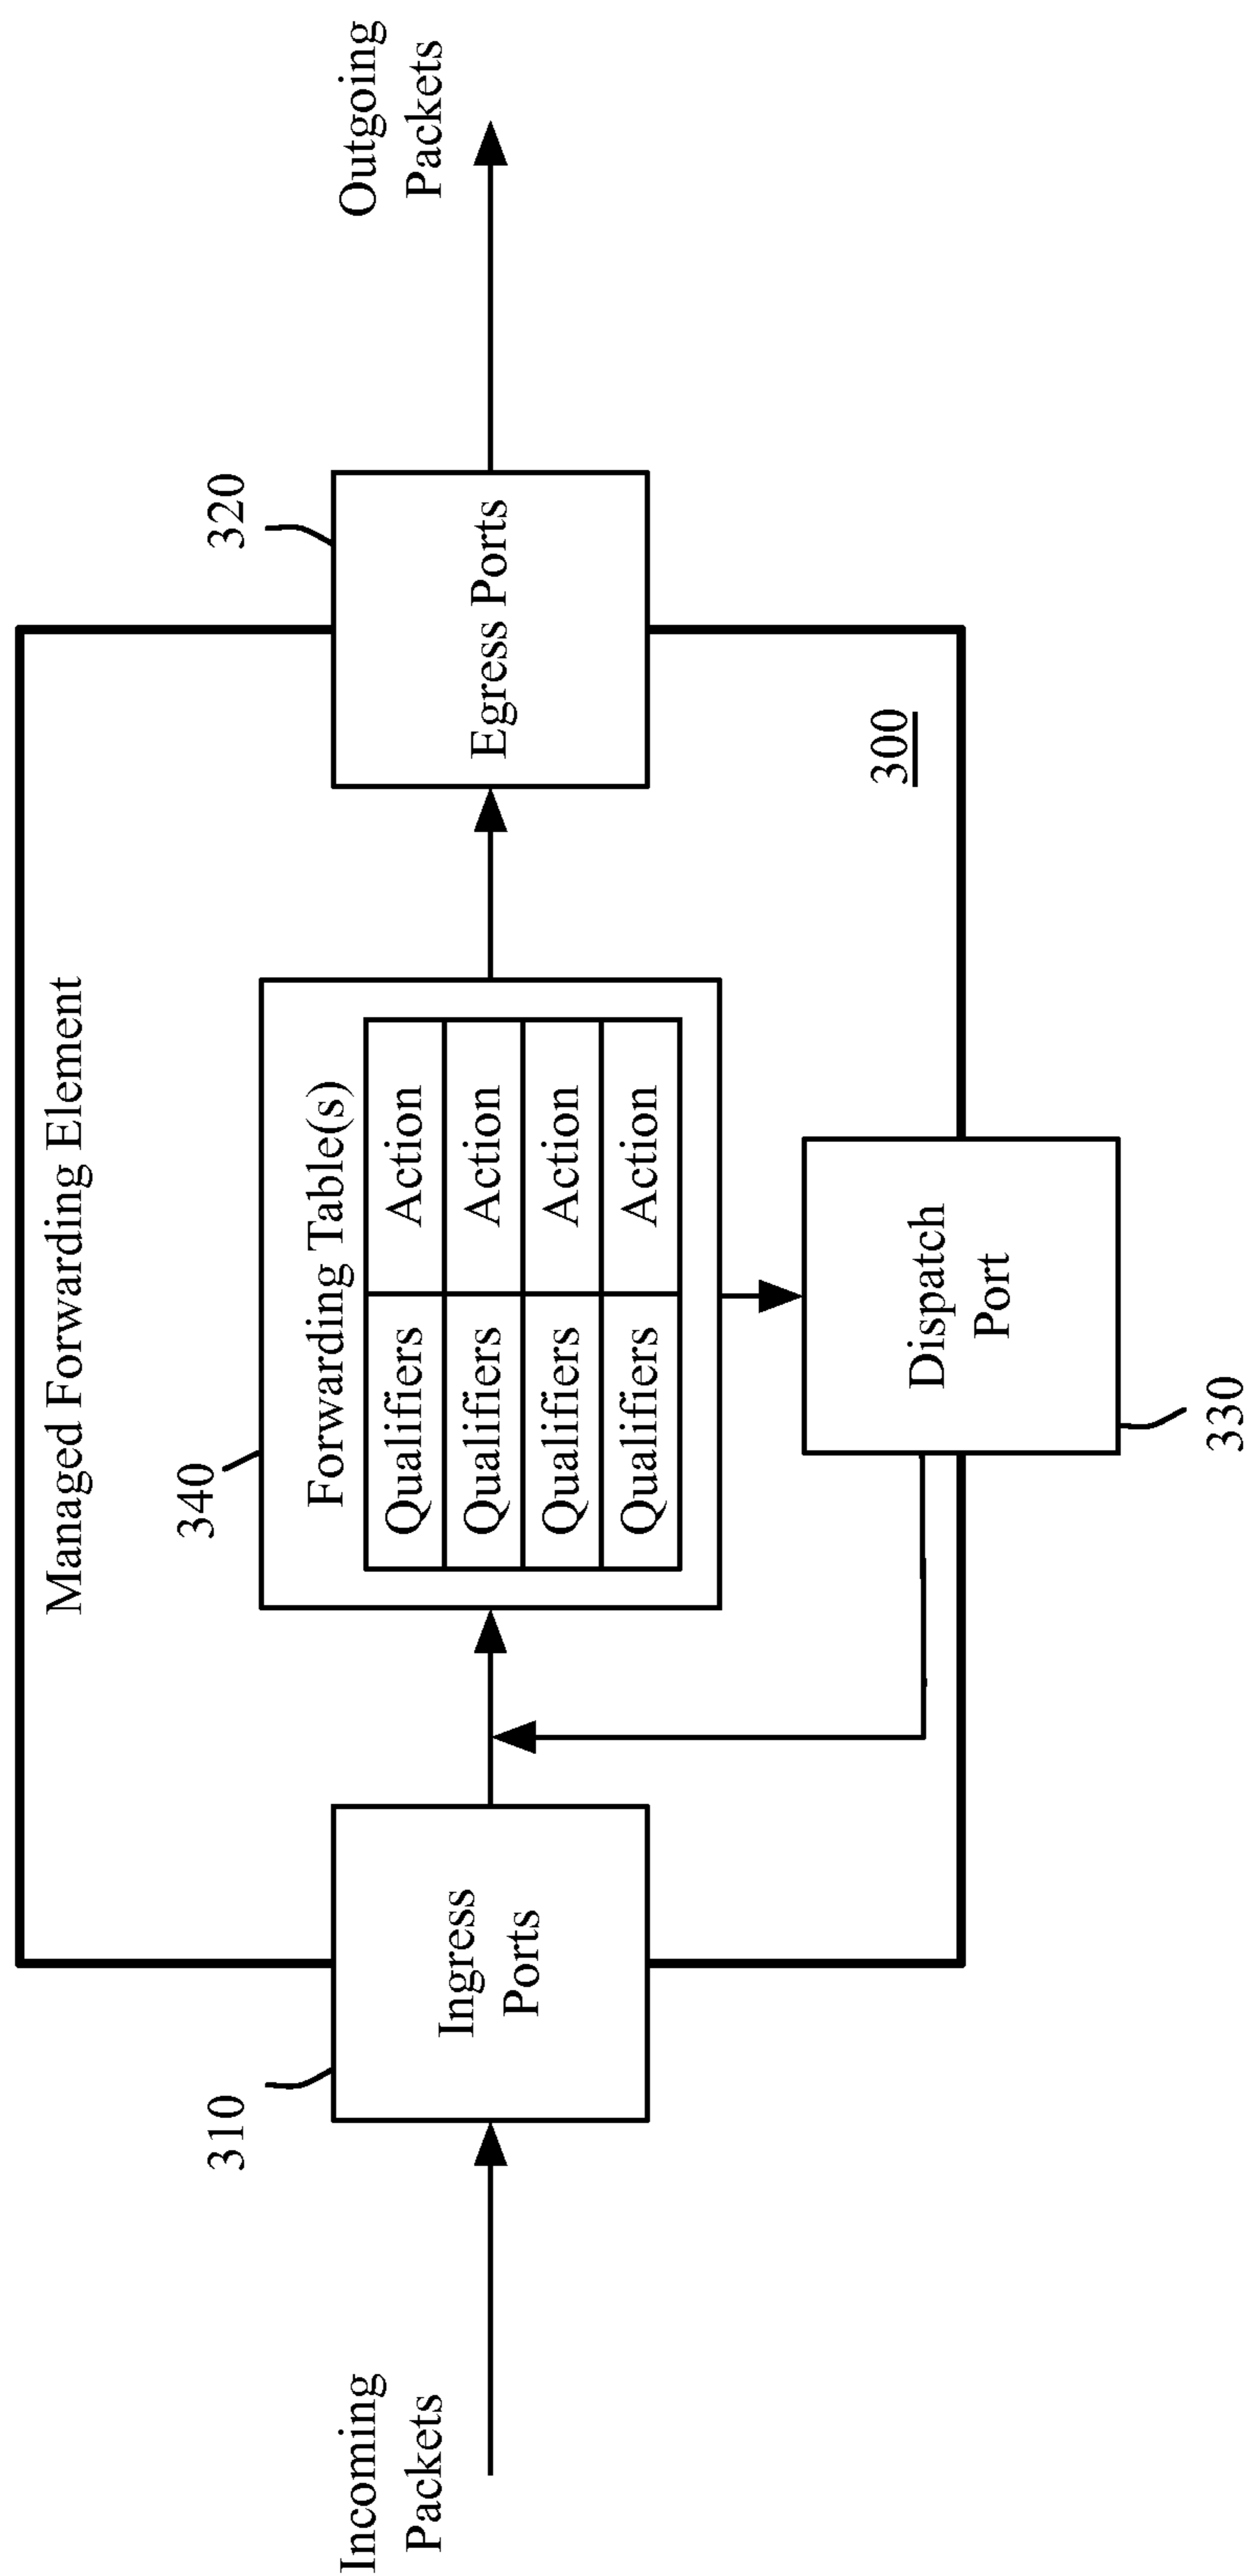 Managed Forwarding Element
340
Forwarding Table(s)
Qualifiers Action
Qualifiers Action
Qualifiers Action
Qualifiers Action
310
320
Incoming
Packets
Ingress
Ports
Egress Ports
Outgoing
Packets
300
Dispatch
Port
330